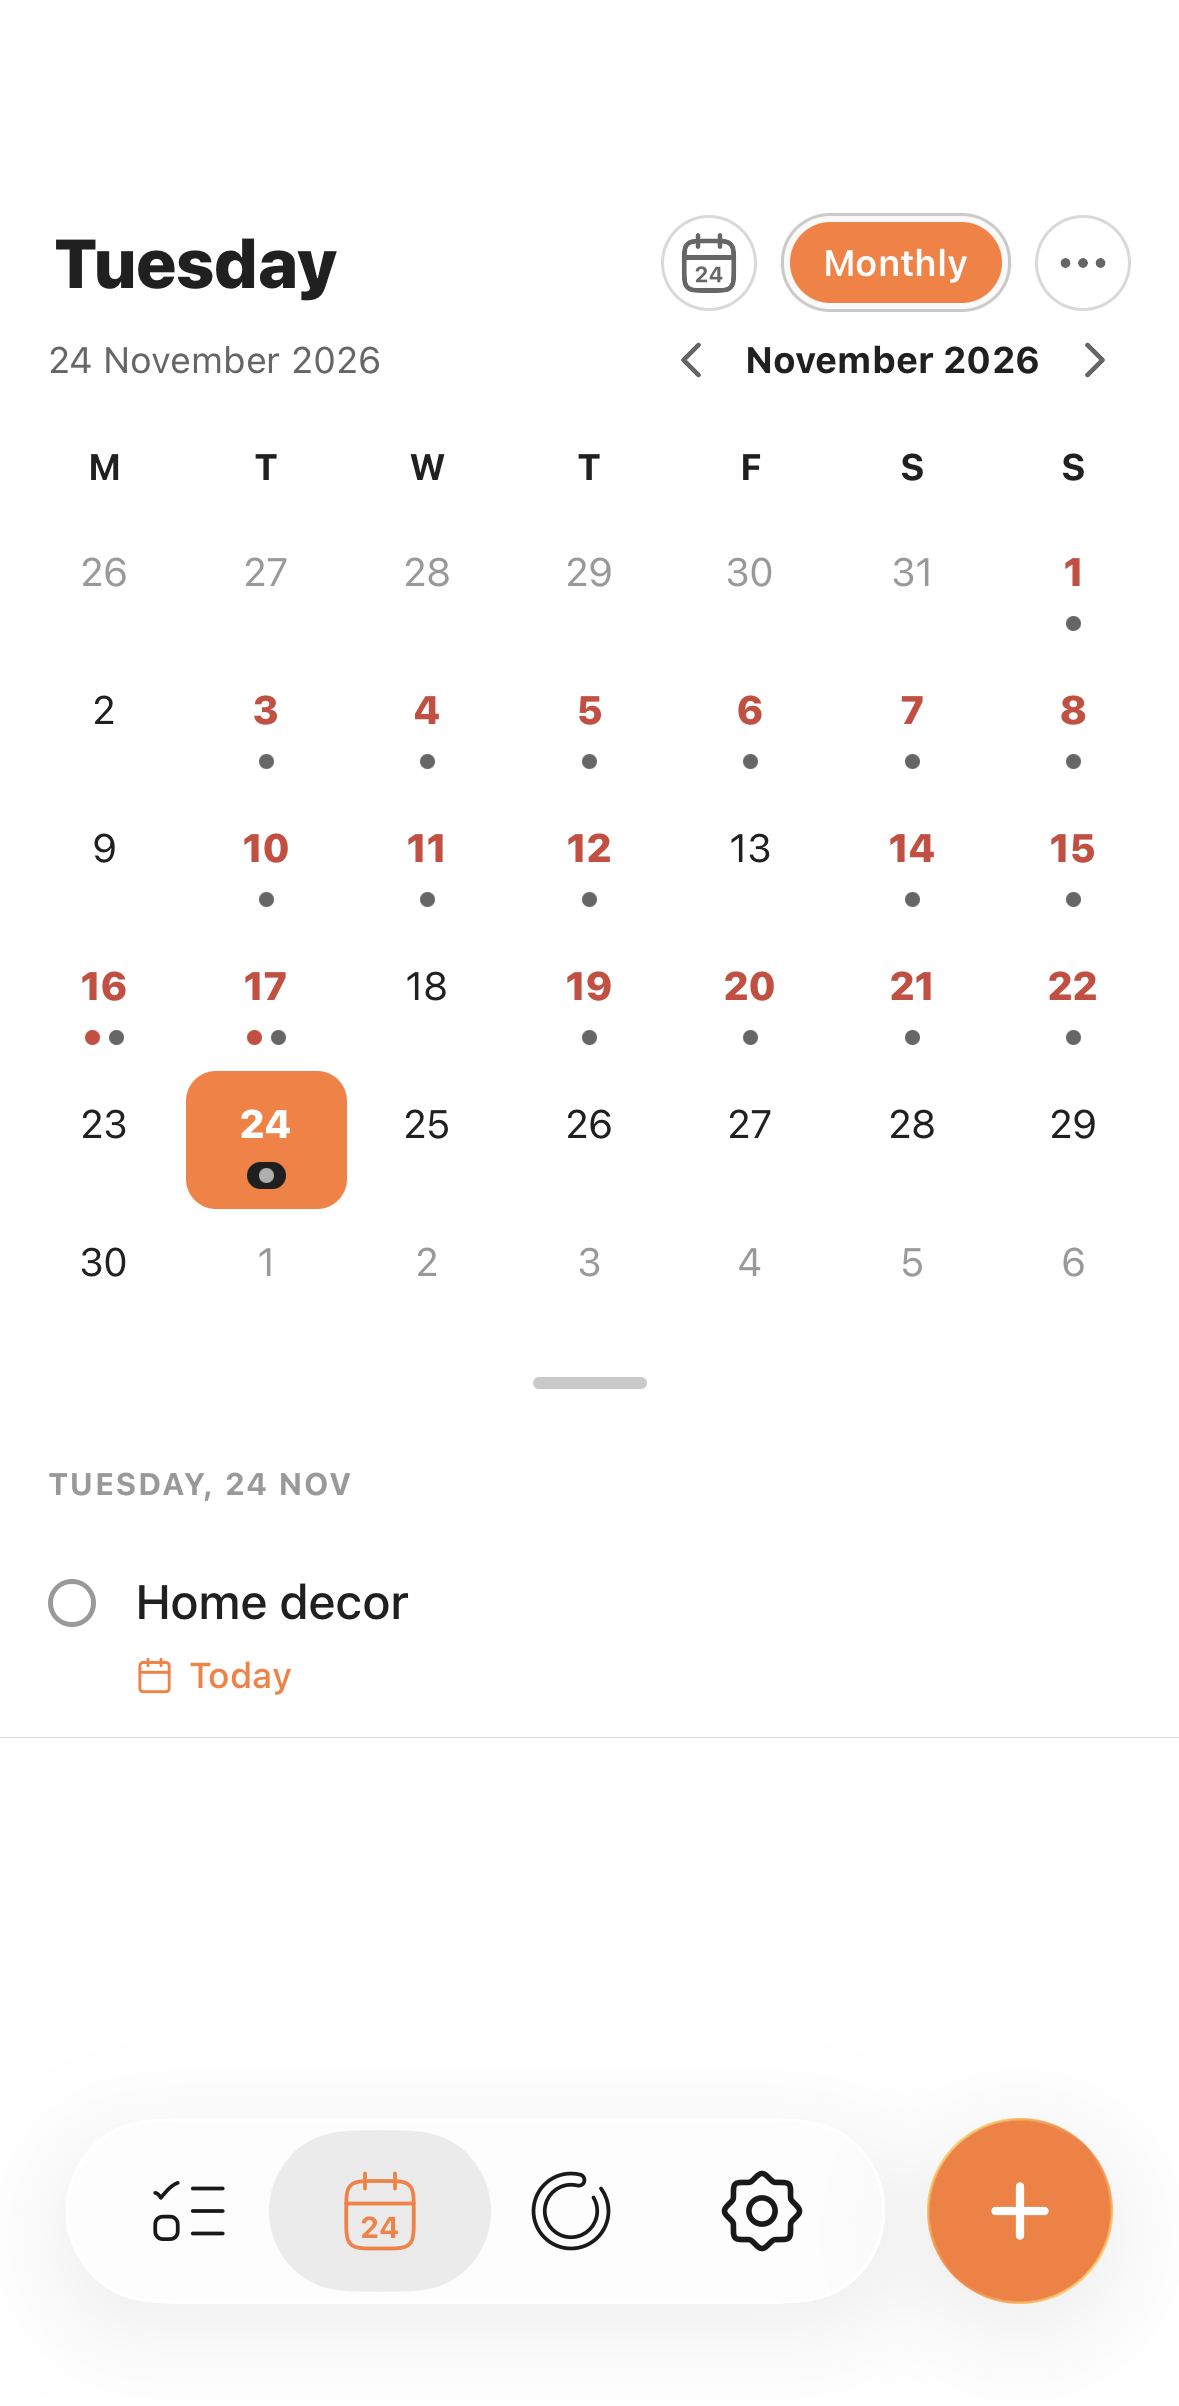 Tuesday
24
Monthly
24 November 2026
November 2026
M T W T F S S
26 27 28 29 30 31 1
2 3 4 5 6 7 8
9 10 11 12 13 14 15
16 17 18 19 20 21 22
23 24 25 26 27 28 29
30 1 2 3 4 5 6
TUESDAY, 24 NOV
Home decor
Today
24